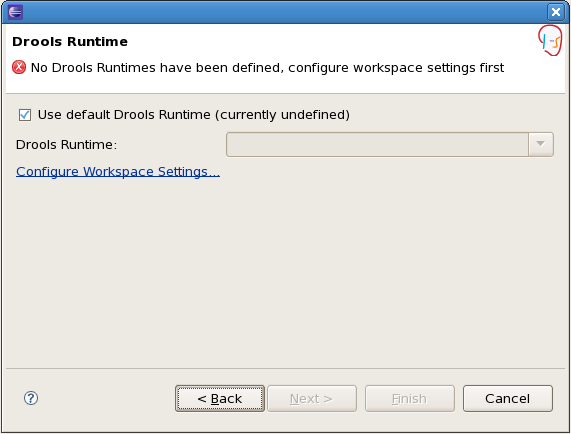 Drools Runtime
No Drools Runtimes have been defined, configure workspace settings first
Use default Drools Runtime (currently undefined)
Drools Runtime:
Configure Workspace Settings...
< Back Next > Finish Cancel